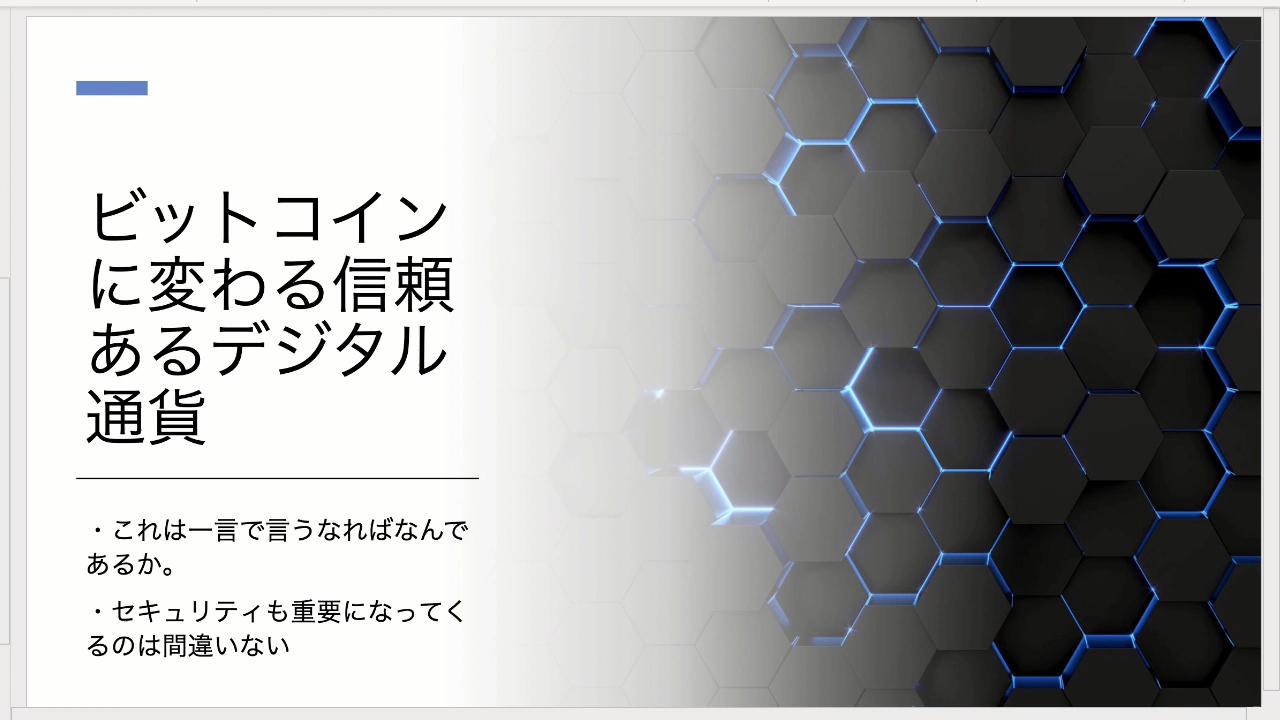 ビットコイン
に変わる信頼
あるデジタル
通貨
・これは一言で言うなればなんで
あるか。
・セキュリティも重要になってく
るのは間違いない